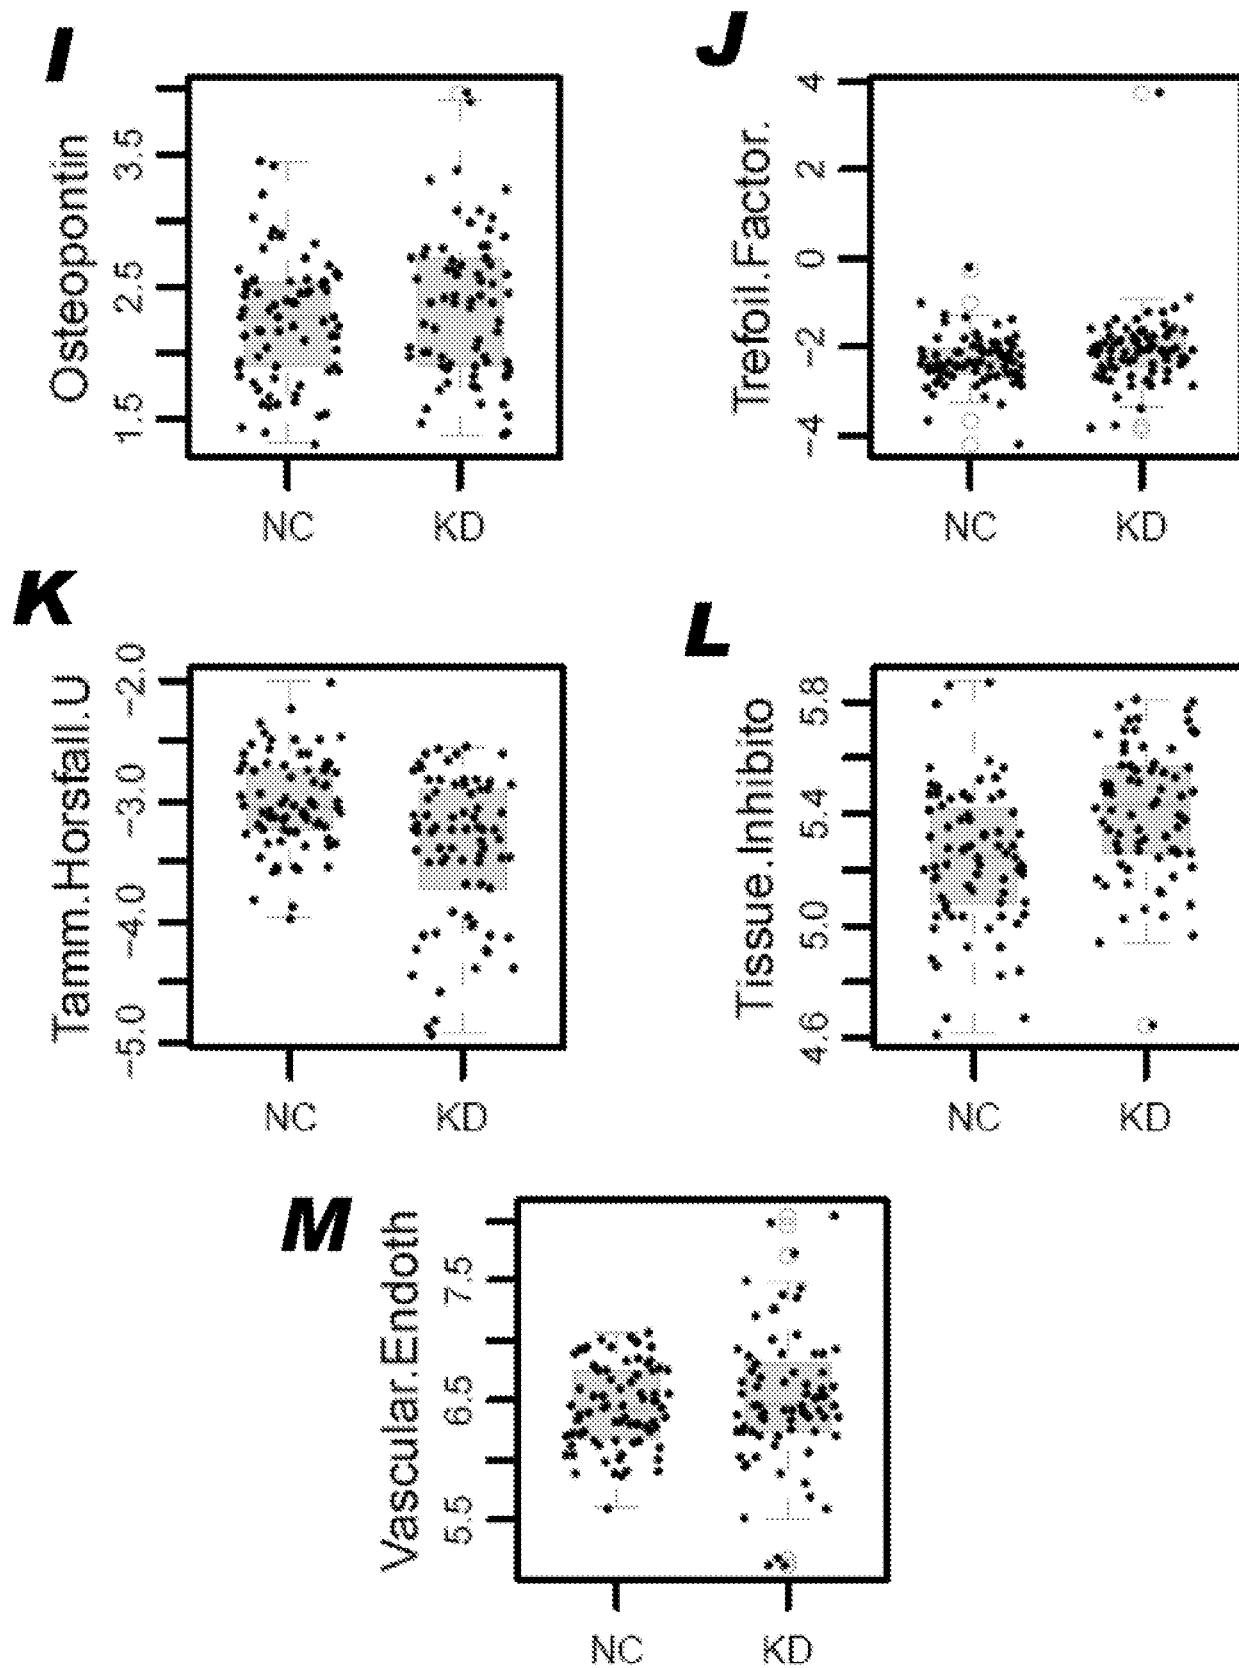 I
Osteopontin
3.5
2.5
1.5
NC KD
J
Trefoil.Factor.
4
2
0
−2
−4
NC KD
K
Tamm.Horsfall.U
−2.0
−3.0
−4.0
−5.0
NC KD
L
Tissue.Inhibito
5.8
5.4
5.0
4.6
NC KD
M
Vascular.Endoth
7.5
6.5
5.5
NC KD